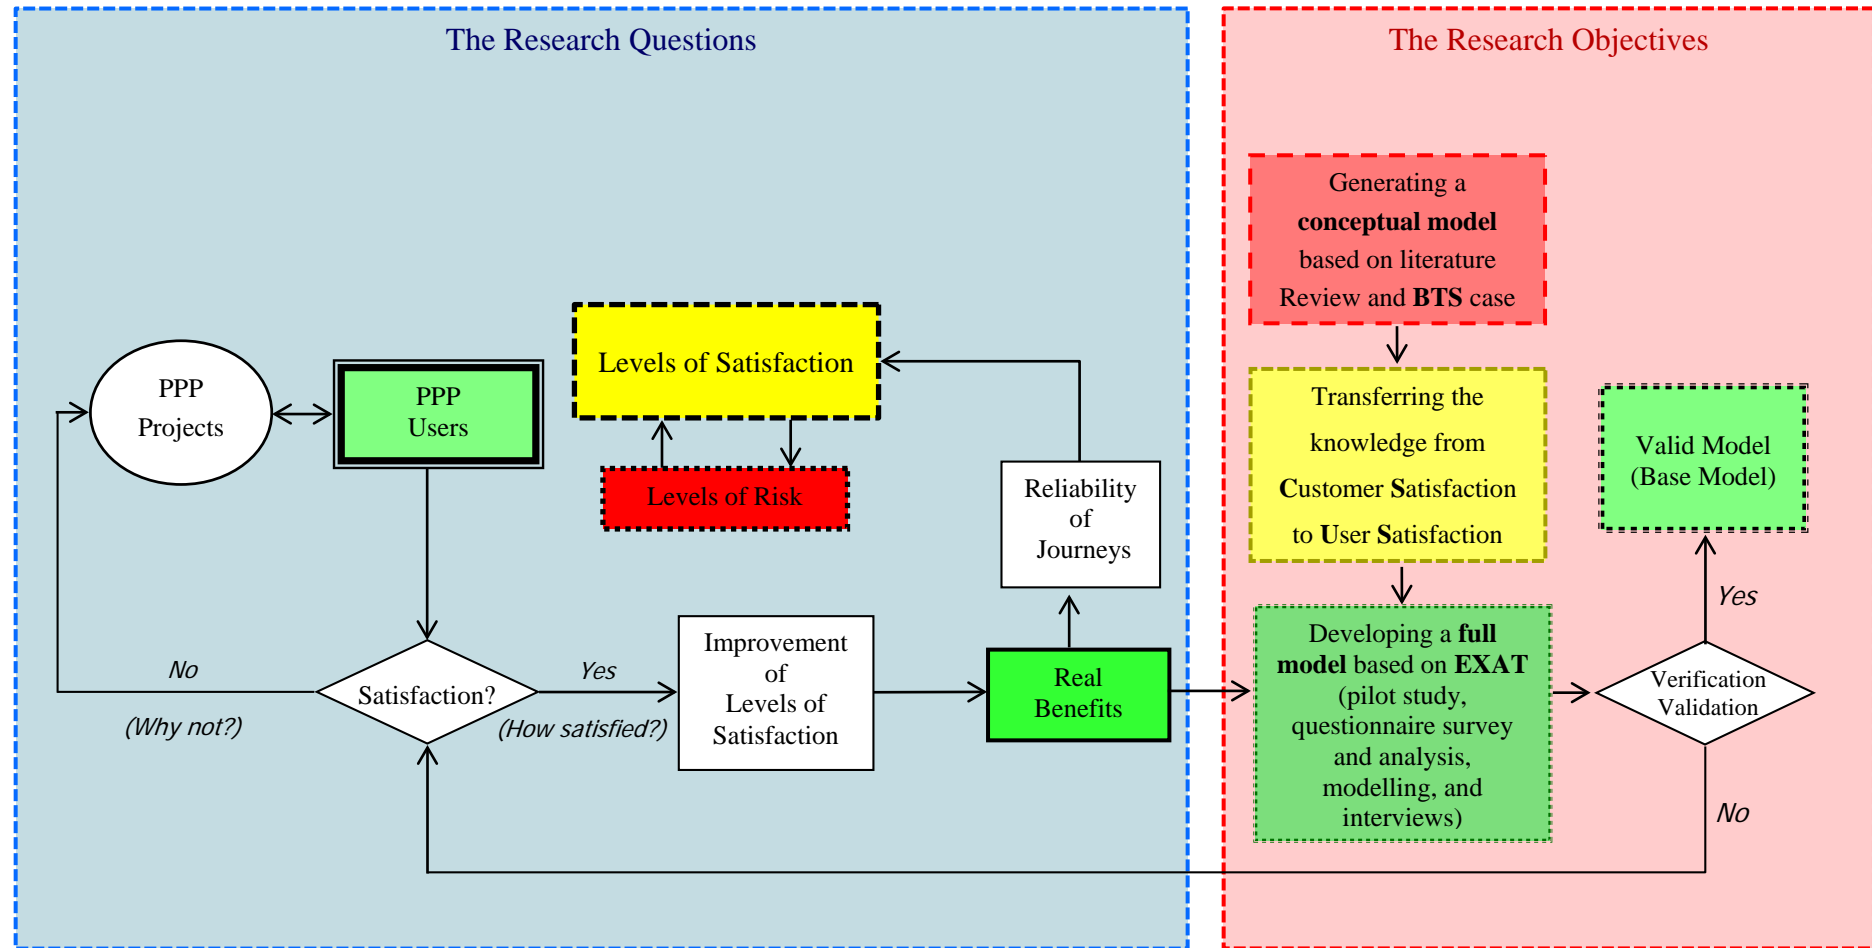 The Research Questions
PPP
Projects
PPP
Users
Levels of Satisfaction
Levels of Risk
Reliability
of
Journeys
No
(Why not?)
Satisfaction?
Yes
(How satisfied?)
Improvement
of
Levels of
Satisfaction
Real
Benefits
The Research Objectives
Generating a
conceptual model
based on literature
Review and BTS case
Transferring the
knowledge from
Customer Satisfaction
to User Satisfaction
Developing a full
model based on EXAT
(pilot study,
questionnaire survey
and analysis,
modelling, and
interviews)
Valid Model
(Base Model)
Yes
Verification
Validation
No